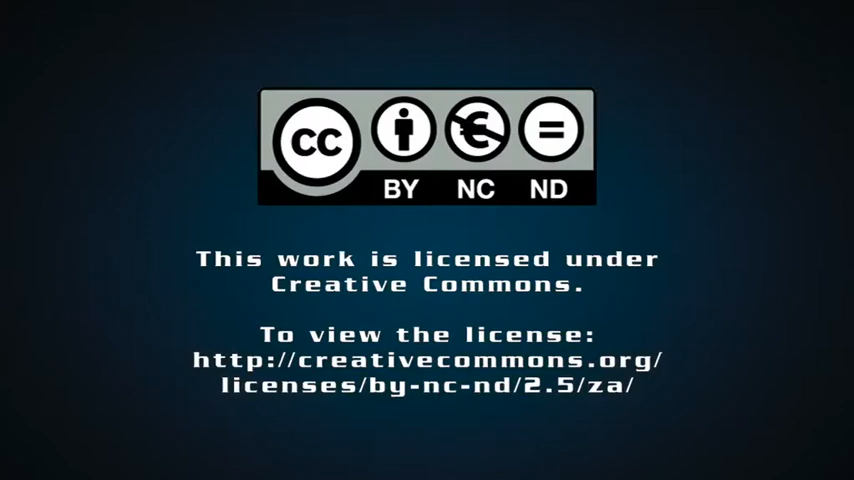 CC
BY NC ND
This work is licensed under
Creative Commons.
To view the license:
http://creativecommons.org/
licenses/by-nc-nd/2.5/za/